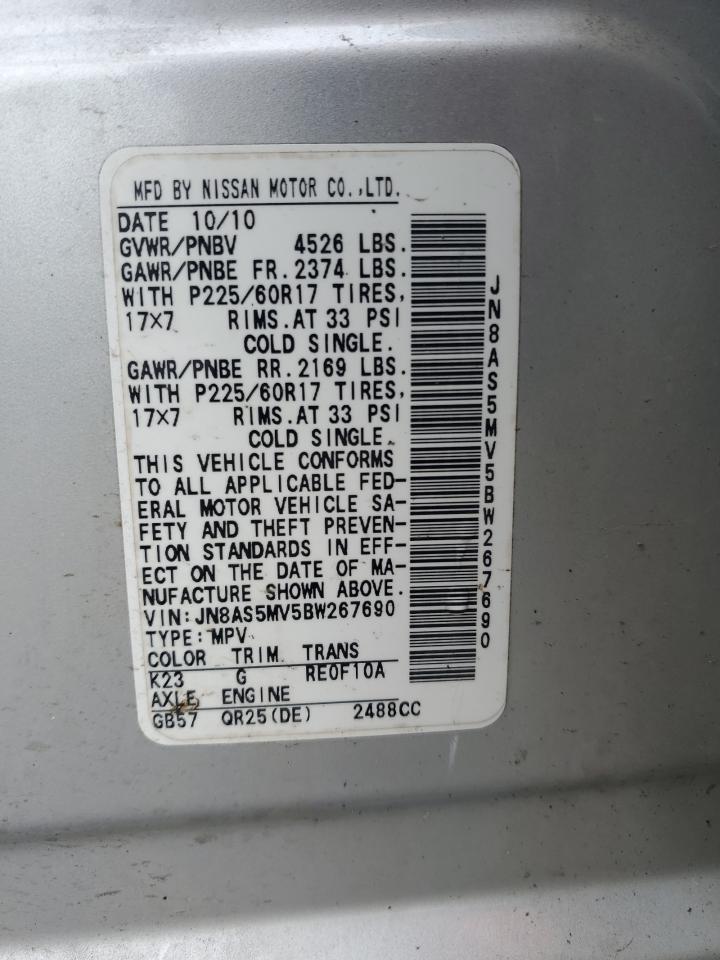 MFD BY NISSAN MOTOR CO.,LTD.
DATE 10/10
GVWR/PNBV 4526 LBS.
GAWR/PNBE FR.2374 LBS.
WITH P225/60R17 TIRES,
17X7 RIMS.AT 33 PSI
COLD SINGLE.
GAWR/PNBE RR.2169 LBS.
WITH P225/60R17 TIRES,
17X7 RIMS.AT 33 PSI
COLD SINGLE.
THIS VEHICLE CONFORMS
TO ALL APPLICABLE FED-
ERAL MOTOR VEHICLE SA-
FETY AND THEFT PREVEN-
TION STANDARDS IN EFF-
ECT ON THE DATE OF MA-
NUFACTURE SHOWN ABOVE.
VIN:JN8AS5MV5BW267690
TYPE:MPV
COLOR TRIM TRANS
K23 G RE0F10A
AXLE ENGINE
GB57 QR25(DE) 2488CC
JN8AS5MV5BW267690